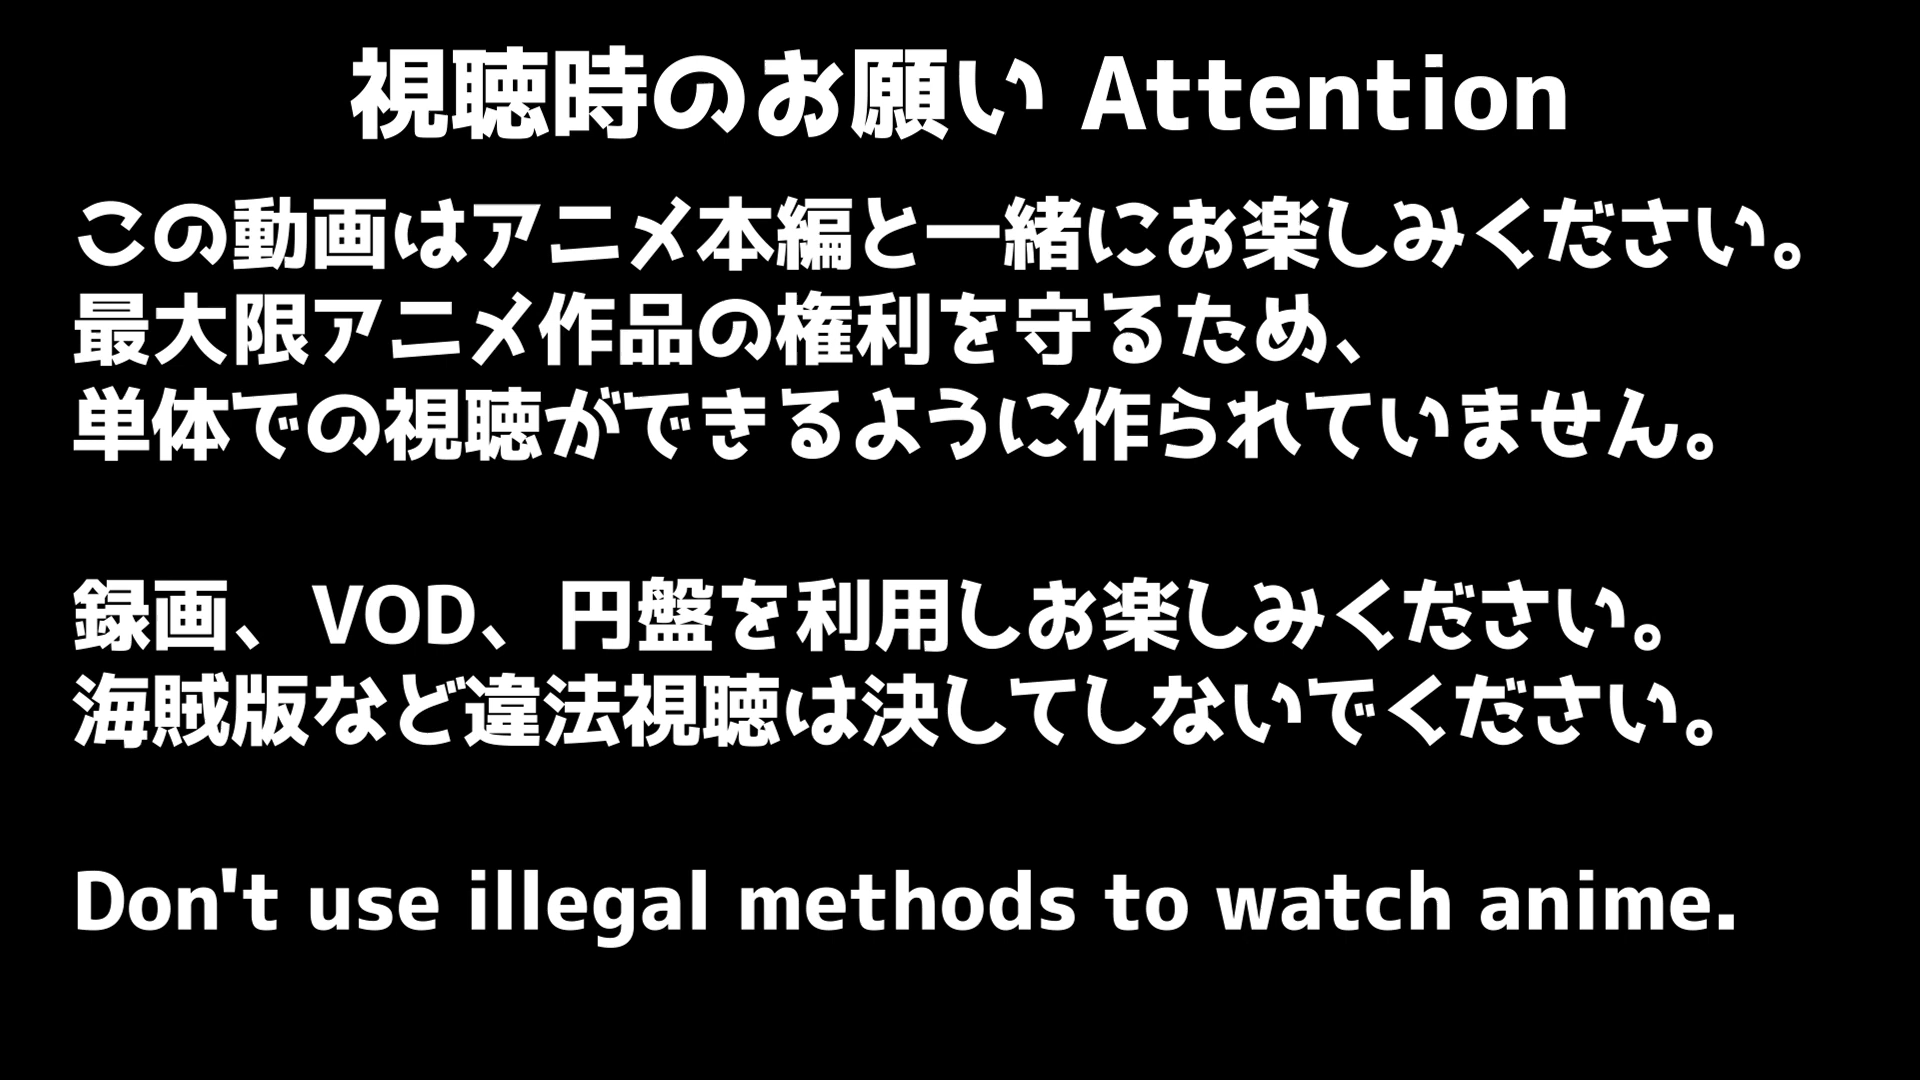 視聴時のお願い Attention
この動画はアニメ本編と一緒にお楽しみください。
最大限アニメ作品の権利を守るため、
単体での視聴ができるように作られていません。
録画、VOD、円盤を利用しお楽しみください。
海賊版など違法視聴は決してしないでください。
Don't use illegal methods to watch anime.